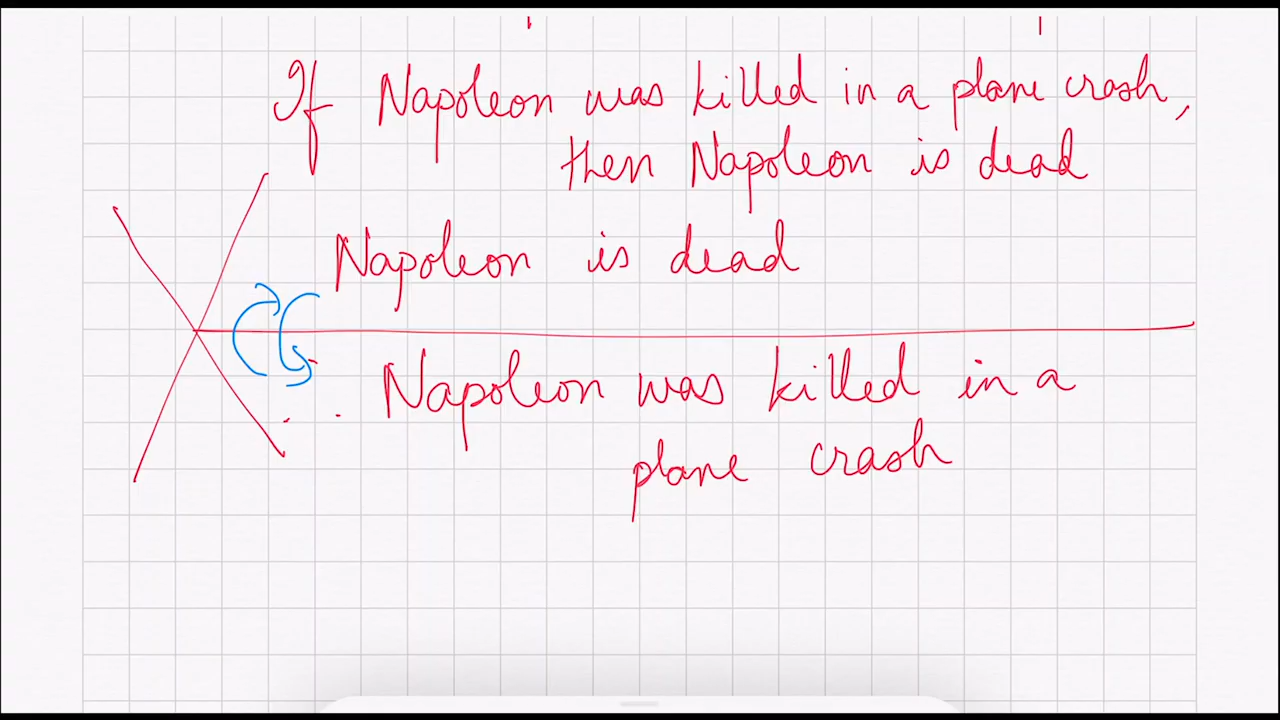 If Napoleon was killed in a plane crash,
then Napoleon is dead
Napoleon is dead
∴ Napoleon was killed in a
plane crash